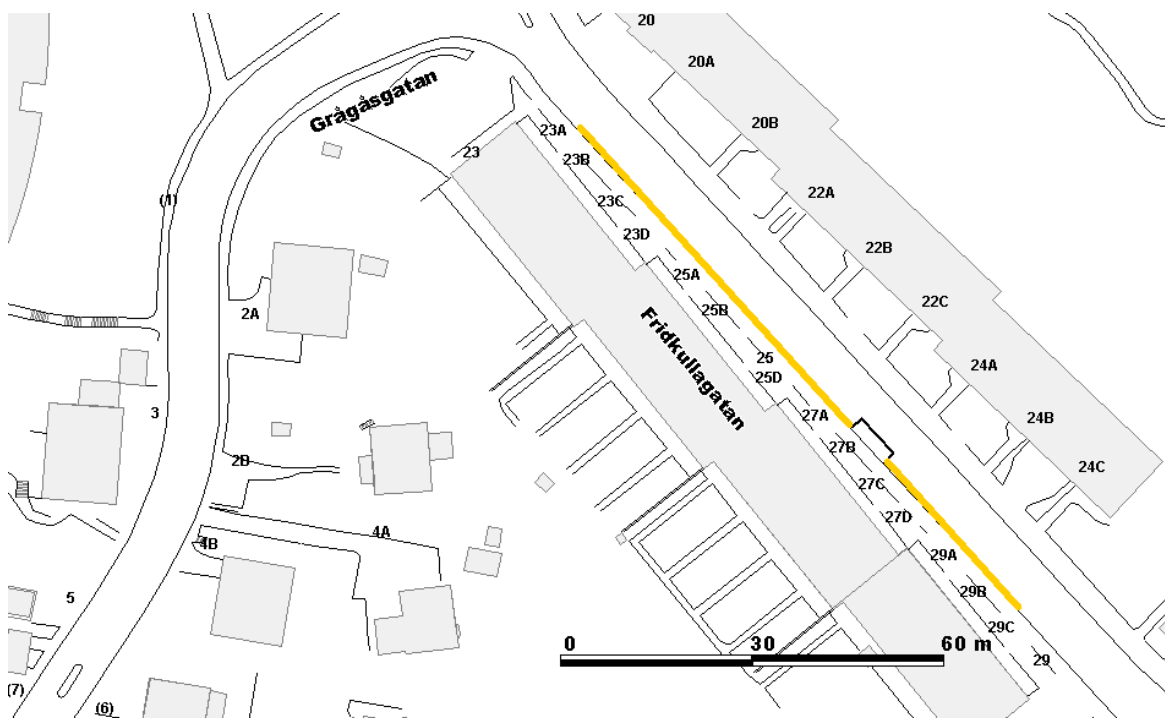 20
20A
Grågåsgatan
20B
23A
23
23B
22A
(1)
23C
23D
22B
25A
22C
2A
25B
Fridkullagatan
25
24A
25D
3
27A
24B
27B
2B
24C
27C
27D
4A
4B
29A
29B
5
29C
0 30 60 m
29
(7)
(6)